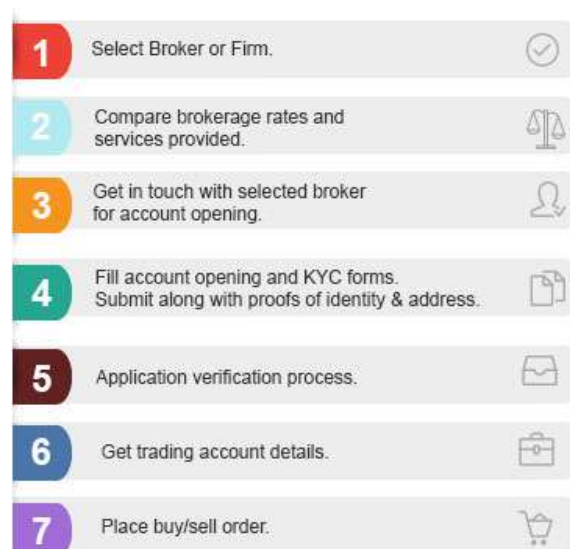 1
Select Broker or Firm.
2
Compare brokerage rates and
services provided.
3
Get in touch with selected broker
for account opening.
4
Fill account opening and KYC forms.
Submit along with proofs of identity & address.
5
Application verification process.
6
Get trading account details.
7
Place buy/sell order.